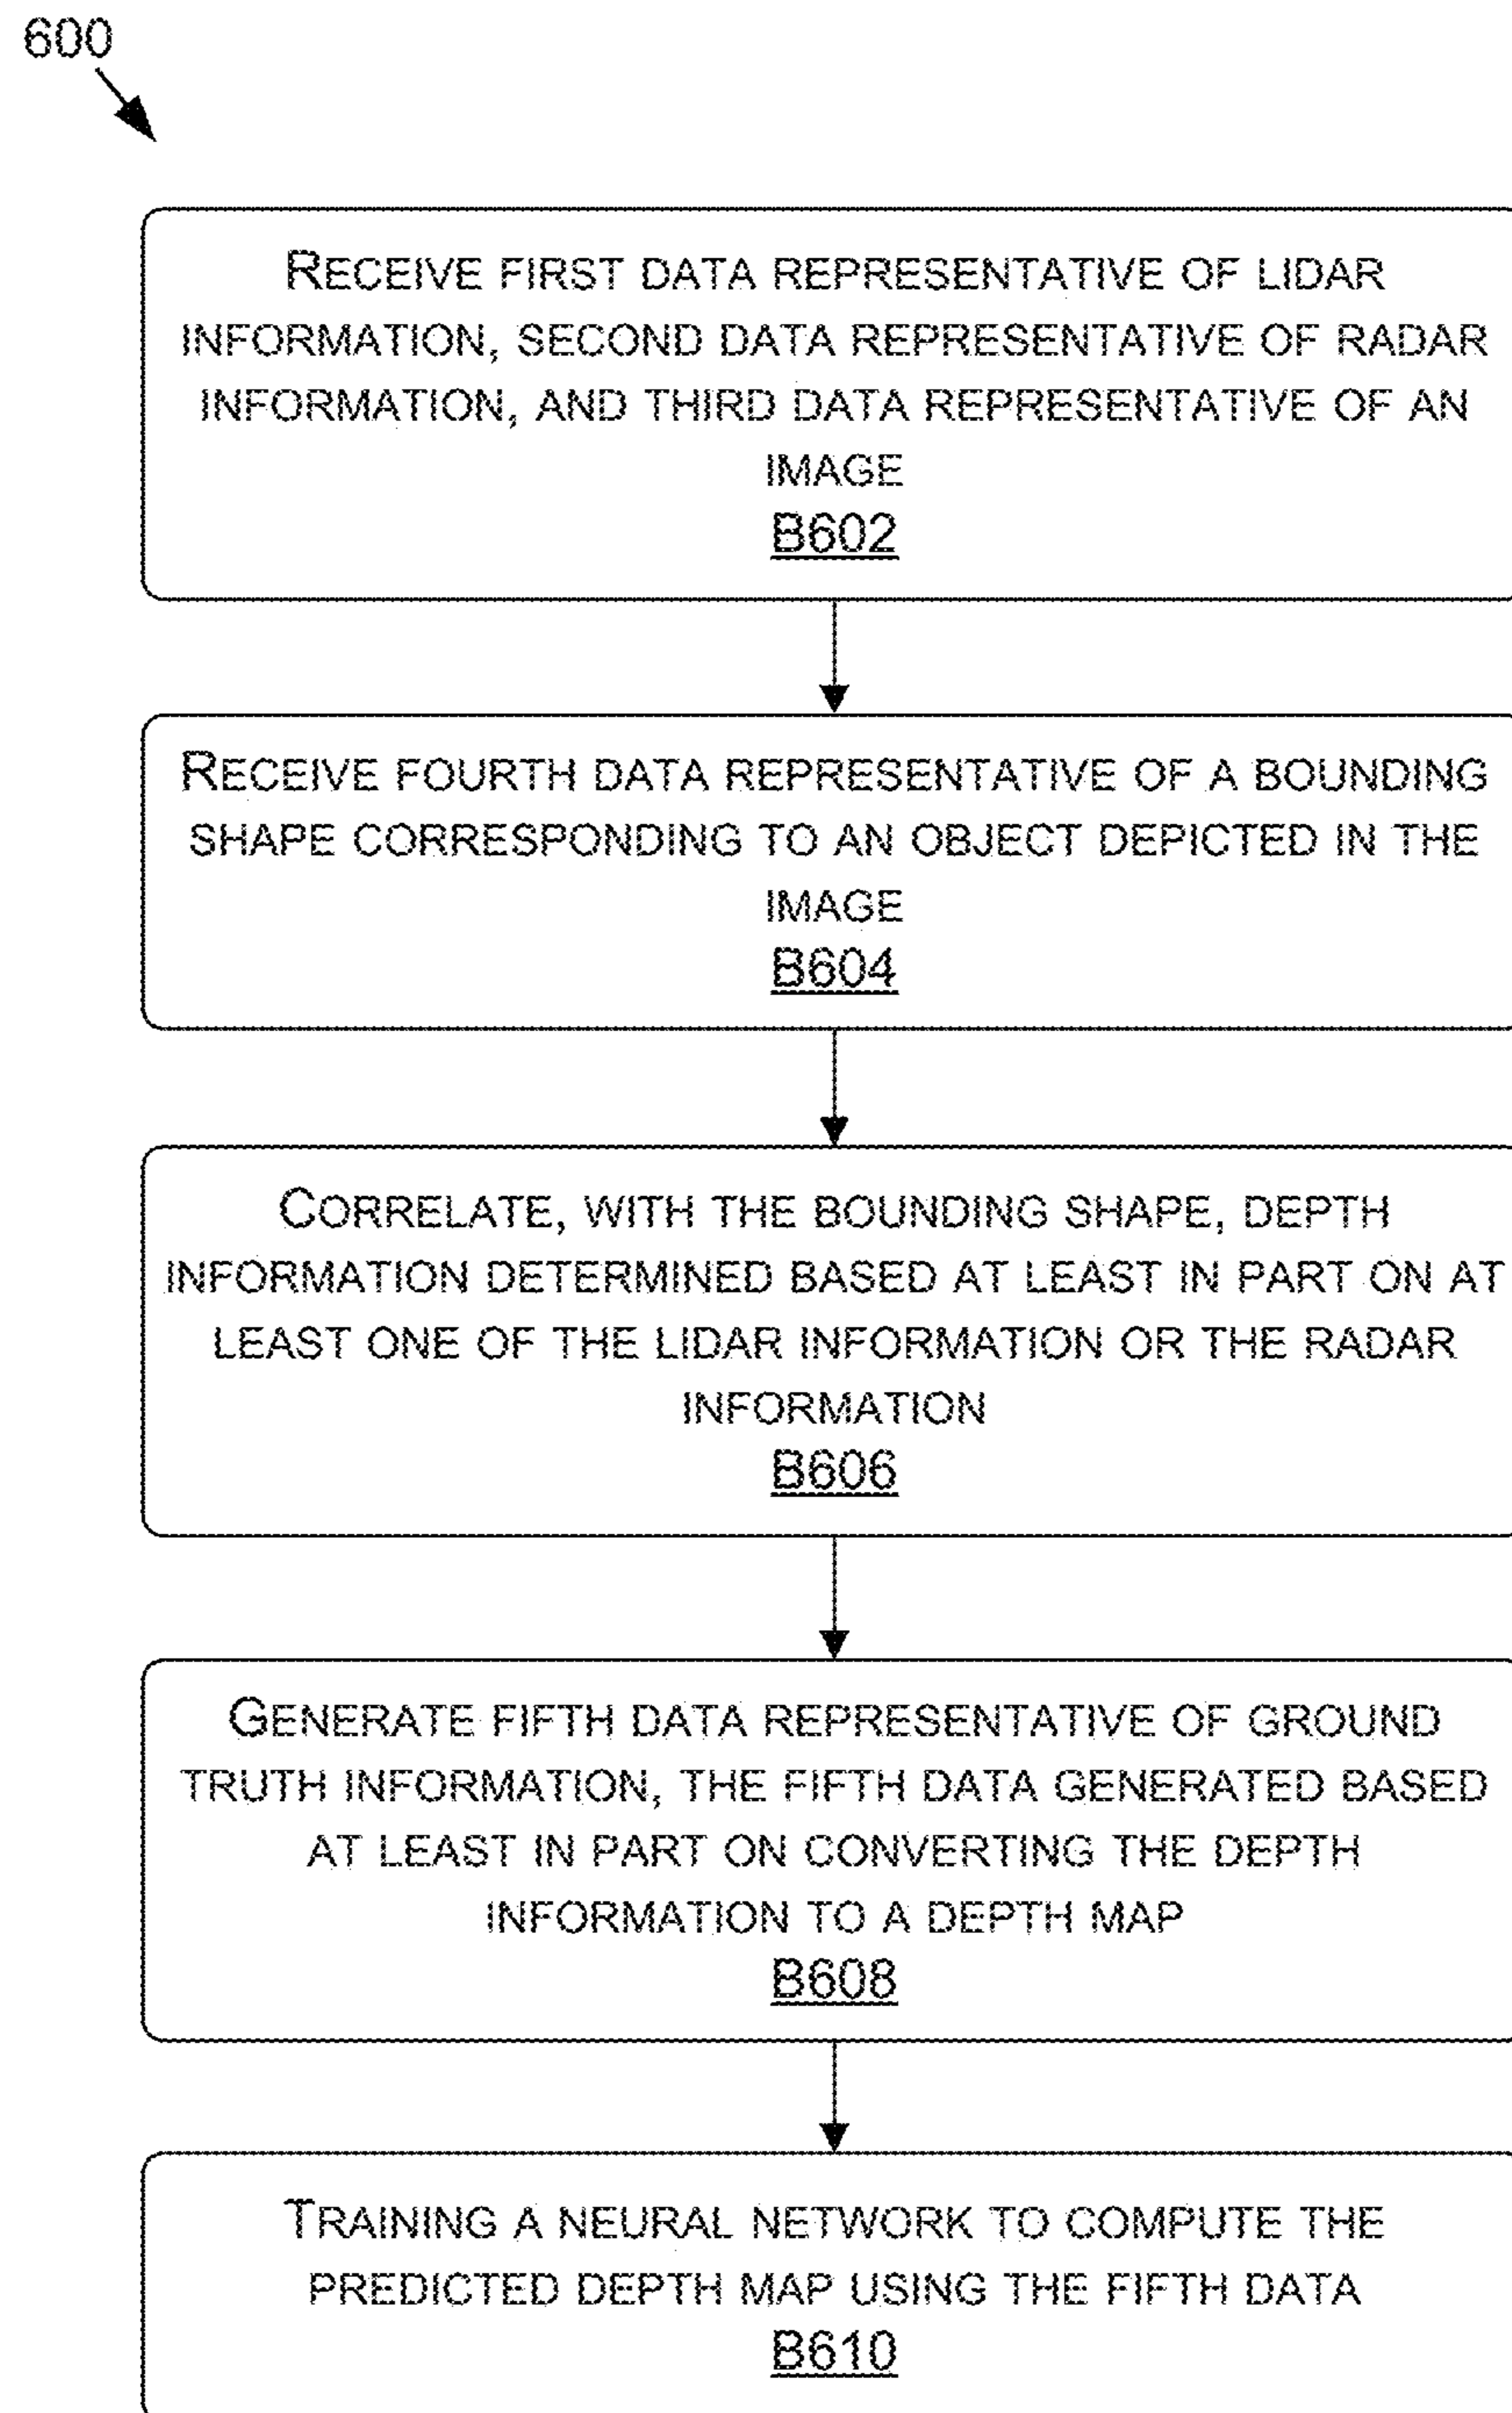 600
RECEIVE FIRST DATA REPRESENTATIVE OF LIDAR
INFORMATION, SECOND DATA REPRESENTATIVE OF RADAR
INFORMATION, AND THIRD DATA REPRESENTATIVE OF AN
IMAGE
B602
RECEIVE FOURTH DATA REPRESENTATIVE OF A BOUNDING
SHAPE CORRESPONDING TO AN OBJECT DEPICTED IN THE
IMAGE
B604
CORRELATE, WITH THE BOUNDING SHAPE, DEPTH
INFORMATION DETERMINED BASED AT LEAST IN PART ON AT
LEAST ONE OF THE LIDAR INFORMATION OR THE RADAR
INFORMATION
B606
GENERATE FIFTH DATA REPRESENTATIVE OF GROUND
TRUTH INFORMATION, THE FIFTH DATA GENERATED BASED
AT LEAST IN PART ON CONVERTING THE DEPTH
INFORMATION TO A DEPTH MAP
B608
TRAINING A NEURAL NETWORK TO COMPUTE THE
PREDICTED DEPTH MAP USING THE FIFTH DATA
B610